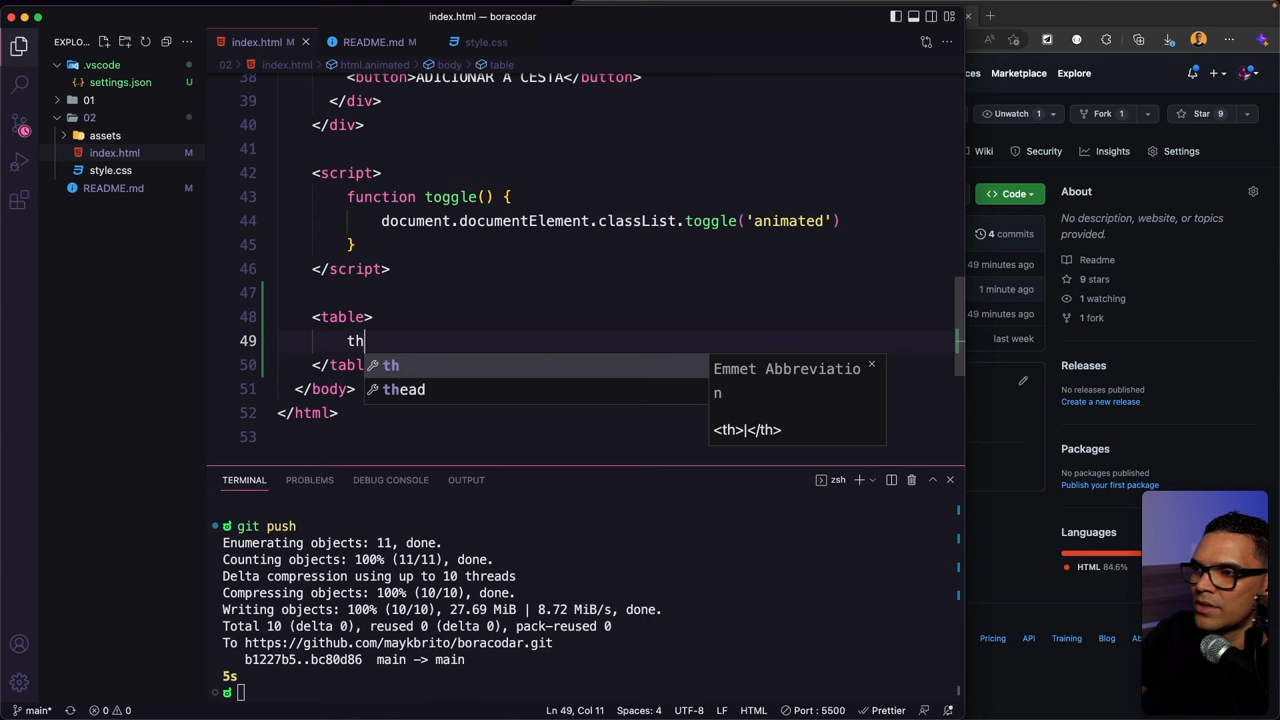 index.html — boracodar
EXPLO...
index.html M
README.md M
style.css
.vscode
02 > index.html > html.animated > body > table
settings.json U
01
02
assets
index.html M
style.css
README.md M
38 <button>ADICIONAR À CESTA</button>
39 </div>
40 </div>
41
42 <script>
43 function toggle() {
44 document.documentElement.classList.toggle('animated')
45 }
46 </script>
47
48 <table>
49 th
50 </tabl
51 </body>
52 </html>
53
th
thead
Emmet Abbreviatio
n
<th>|</th>
TERMINAL PROBLEMS DEBUG CONSOLE OUTPUT
zsh
git push
Enumerating objects: 11, done.
Counting objects: 100% (11/11), done.
Delta compression using up to 10 threads
Compressing objects: 100% (10/10), done.
Writing objects: 100% (10/10), 27.69 MiB | 8.72 MiB/s, done.
Total 10 (delta 0), reused 0 (delta 0), pack-reused 0
To https://github.com/maykbrito/boracodar.git
b1227b5..bc80d86 main -> main
5s
main* 0 0
Ln 49, Col 11 Spaces: 4 UTF-8 LF HTML Port : 5500 Prettier
Marketplace Explore
Unwatch 1 Fork 1 Star 9
Wiki Security Insights Settings
Code
4 commits
49 minutes ago
1 minute ago
49 minutes ago
last week
About
No description, website, or topics
provided.
Readme
9 stars
1 watching
1 fork
Releases
No releases published
Create a new release
Packages
No packages published
Publish your first package
Languages
HTML 84.6%
Pricing API Training Blog